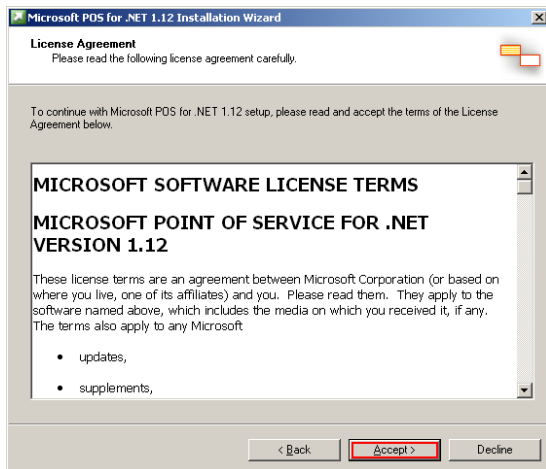 Microsoft POS for .NET 1.12 Installation Wizard
License Agreement
Please read the following license agreement carefully.
To continue with Microsoft POS for .NET 1.12 setup, please read and accept the terms of the License
Agreement below.
MICROSOFT SOFTWARE LICENSE TERMS
MICROSOFT POINT OF SERVICE FOR .NET
VERSION 1.12
These license terms are an agreement between Microsoft Corporation (or based on
where you live, one of its affiliates) and you.  Please read them.  They apply to the
software named above, which includes the media on which you received it, if any.
The terms also apply to any Microsoft
• updates,
• supplements,
< Back
Accept >
Decline